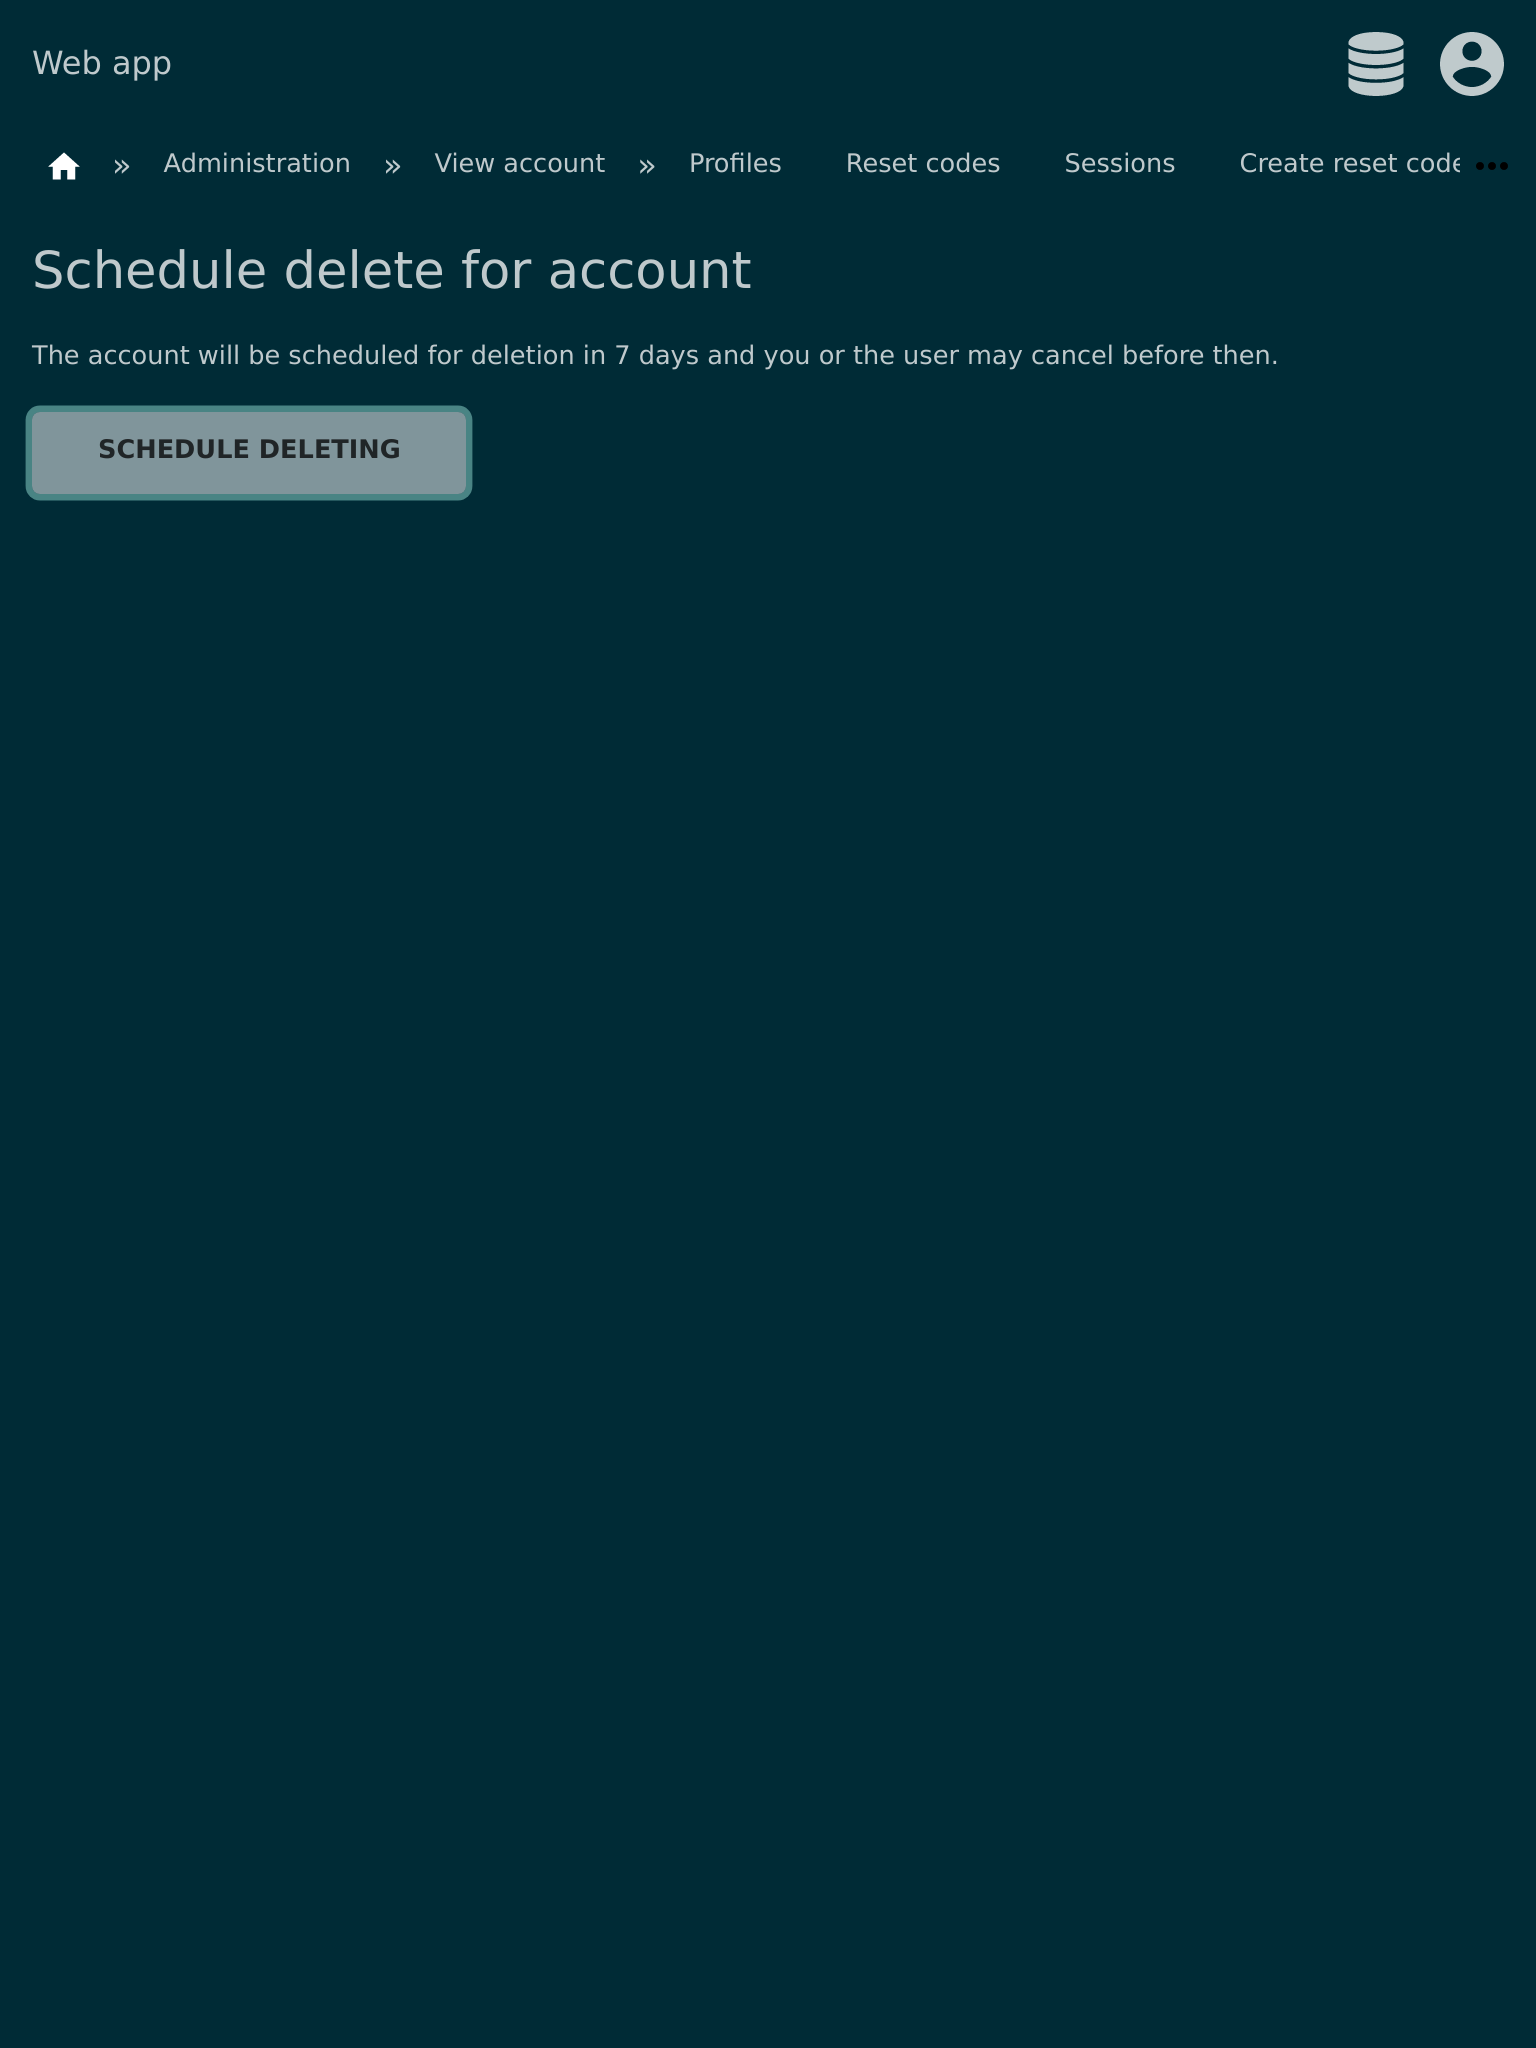 Web app
» Administration » View account » Profiles Reset codes Sessions Create reset code
Schedule delete for account
The account will be scheduled for deletion in 7 days and you or the user may cancel before then.
SCHEDULE DELETING